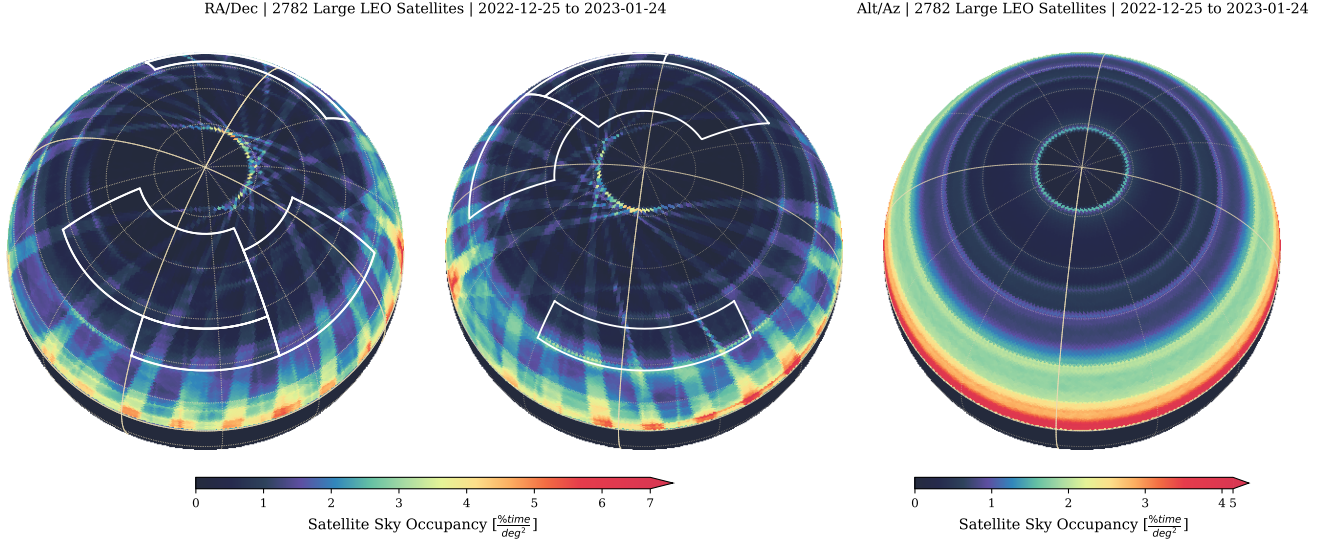 RA/Dec | 2782 Large LEO Satellites | 2022-12-25 to 2023-01-24
Alt/Az | 2782 Large LEO Satellites | 2022-12-25 to 2023-01-24
0 1 2 3 4 5 6 7
Satellite Sky Occupancy [%time/deg²]
0 1 2 3 4 5
Satellite Sky Occupancy [%time/deg²]